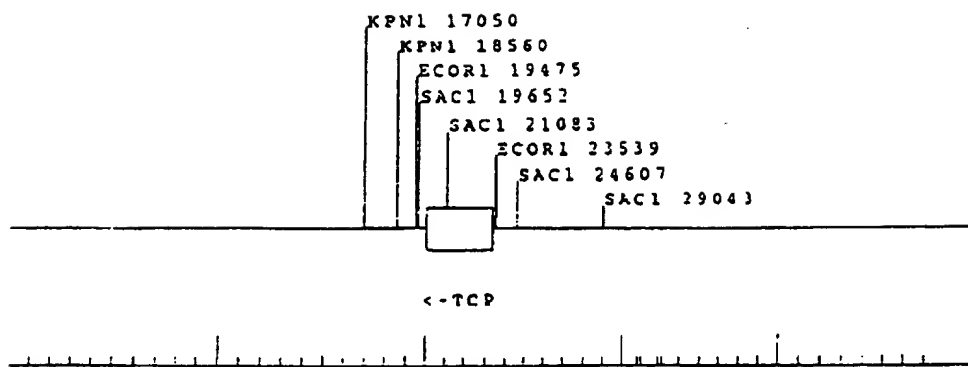 KPN1 17050
KPN1 18560
ECOR1 19475
SAC1 19652
SAC1 21083
ECOR1 23539
SAC1 24607
SAC1 29043
<-TCP